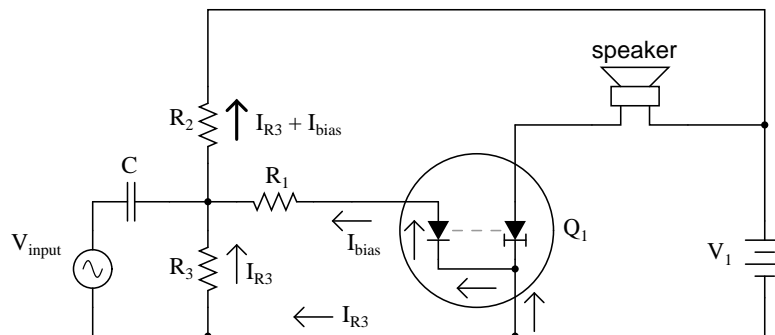 speaker
R2
IR3 + Ibias
C
R1
Vinput
Ibias
Q1
V1
R3
IR3
IR3